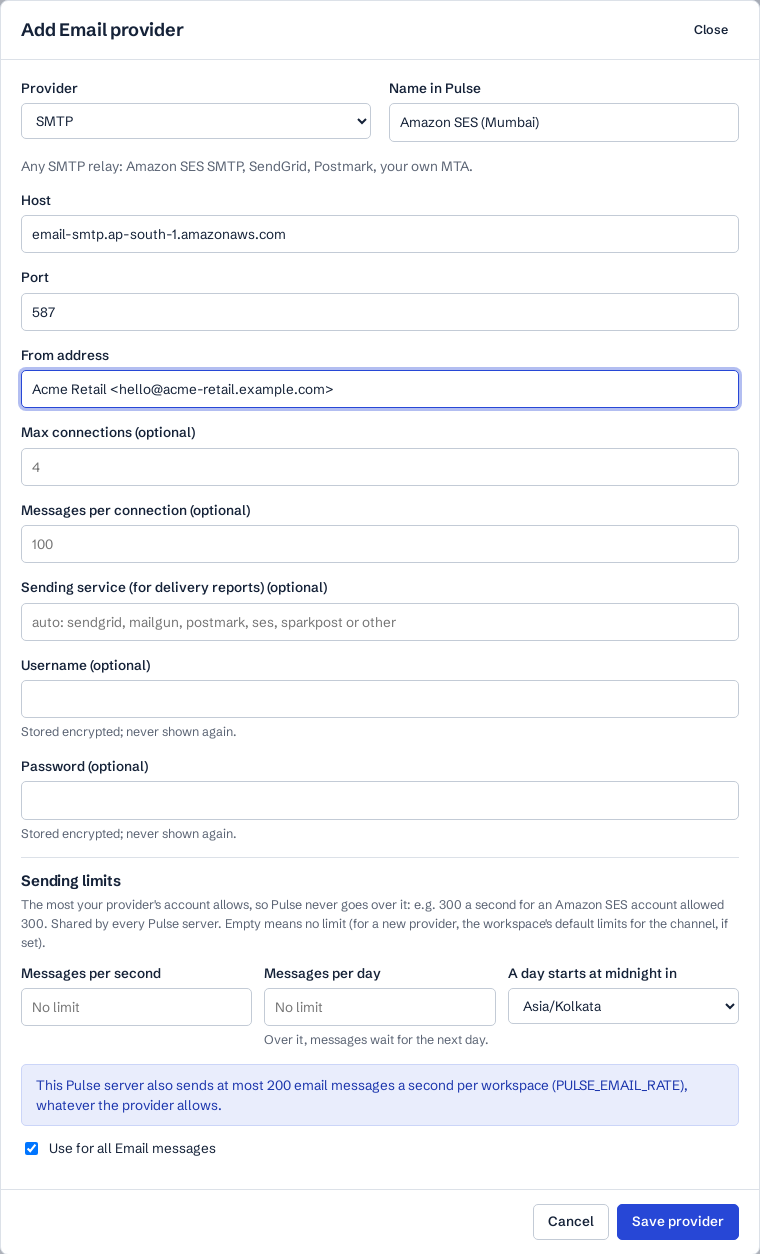 Add Email provider
Close
Provider
Name in Pulse
SMTP
Amazon SES (Mumbai)
Any SMTP relay: Amazon SES SMTP, SendGrid, Postmark, your own MTA.
Host
email-smtp.ap-south-1.amazonaws.com
Port
587
From address
Acme Retail <hello@acme-retail.example.com>
Max connections (optional)
4
Messages per connection (optional)
100
Sending service (for delivery reports) (optional)
auto: sendgrid, mailgun, postmark, ses, sparkpost or other
Username (optional)
Stored encrypted; never shown again.
Password (optional)
Stored encrypted; never shown again.
Sending limits
The most your provider's account allows, so Pulse never goes over it: e.g. 300 a second for an Amazon SES account allowed
300. Shared by every Pulse server. Empty means no limit (for a new provider, the workspace's default limits for the channel, if
set).
Messages per second
Messages per day
A day starts at midnight in
No limit
No limit
Asia/Kolkata
Over it, messages wait for the next day.
This Pulse server also sends at most 200 email messages a second per workspace (PULSE_EMAIL_RATE),
whatever the provider allows.
Use for all Email messages
Cancel
Save provider